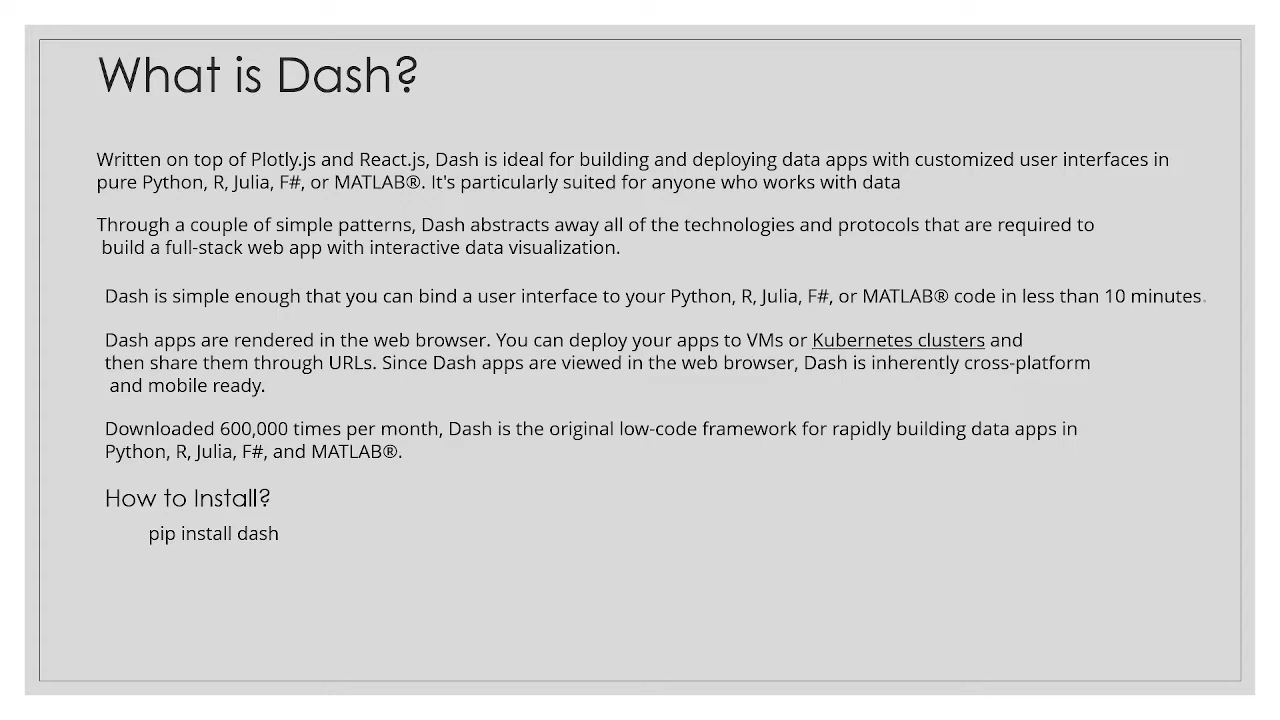 What is Dash?
Written on top of Plotly.js and React.js, Dash is ideal for building and deploying data apps with customized user interfaces in
pure Python, R, Julia, F#, or MATLAB®. It's particularly suited for anyone who works with data
Through a couple of simple patterns, Dash abstracts away all of the technologies and protocols that are required to
build a full-stack web app with interactive data visualization.
Dash is simple enough that you can bind a user interface to your Python, R, Julia, F#, or MATLAB® code in less than 10 minutes.
Dash apps are rendered in the web browser. You can deploy your apps to VMs or Kubernetes clusters and
then share them through URLs. Since Dash apps are viewed in the web browser, Dash is inherently cross-platform
and mobile ready.
Downloaded 600,000 times per month, Dash is the original low-code framework for rapidly building data apps in
Python, R, Julia, F#, and MATLAB®.
How to Install?
pip install dash